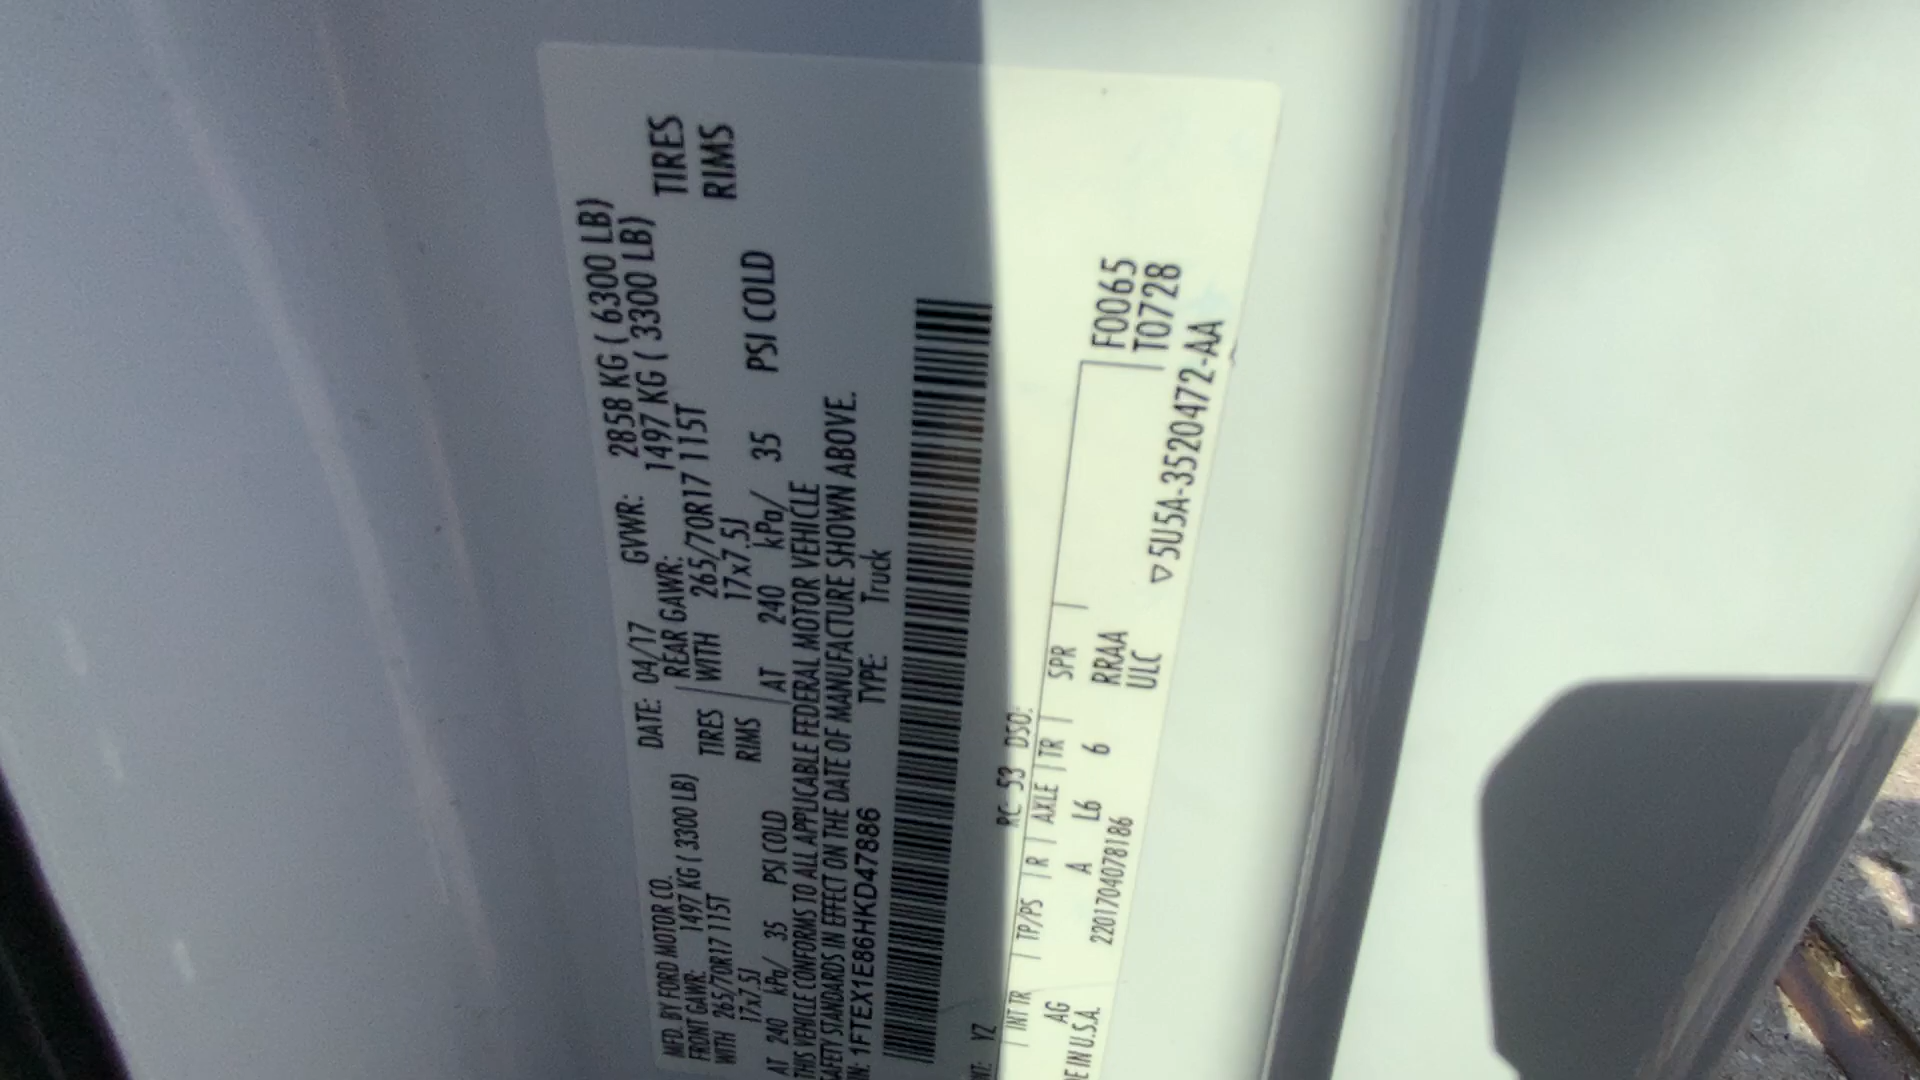 MFD. BY FORD MOTOR CO. DATE: 04/17 GVWR: 2858 KG ( 6300 LB)
FRONT GAWR: 1497 KG ( 3300 LB) REAR GAWR: 1497 KG ( 3300 LB)
WITH 265/70R17 115T TIRES WITH 265/70R17 115T TIRES
17x7.5J RIMS 17x7.5J RIMS
AT 240 kPa/ 35 PSI COLD AT 240 kPa/ 35 PSI COLD
THIS VEHICLE CONFORMS TO ALL APPLICABLE FEDERAL MOTOR VEHICLE
SAFETY STANDARDS IN EFFECT ON THE DATE OF MANUFACTURE SHOWN ABOVE.
IN: 1FTEX1E86HKD47886 TYPE: Truck
NT: YZ RC: 53 DSO:
INT TR TP/PS R AXLE TR SPR F0065
AG A L6 6 RRAA T0728
E IN U.S.A. 2201704078186 ULC
▽5U5A-3520472-AA